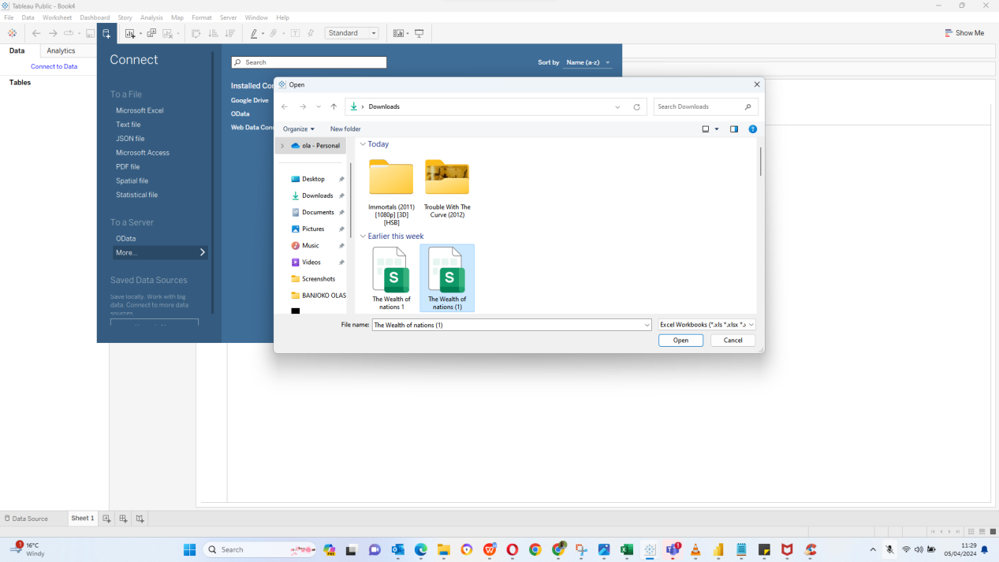 Tableau Public - Book4
File Data Worksheet Dashboard Story Analysis Map Format Server Window Help
Standard
Show Me
Data Analytics
Connect to Data
Tables
Connect
To a File
Microsoft Excel
Text file
JSON file
Microsoft Access
PDF file
Spatial file
Statistical file
To a Server
OData
More...
Saved Data Sources
Save locally. Work with big
data. Connect to more data
sources.
Search
Sort by Name (a-z)
Installed Co
Google Drive
OData
Web Data Conn
Open
Downloads
Search Downloads
Organize New folder
ola - Personal
Desktop
Downloads
Documents
Pictures
Music
Videos
Screenshots
BANJOKO OLAS
Today
Immortals (2011)
[1080p] [3D]
[HSB]
Trouble With The
Curve (2012)
Earlier this week
S
The Wealth of
nations 1
S
The Wealth of
nations (1)
File name: The Wealth of nations (1)
Excel Workbooks (*.xls *.xlsx *.x
Open Cancel
Data Source Sheet 1
1
16°C
Windy
Search
PRE
1
11:29
05/04/2024